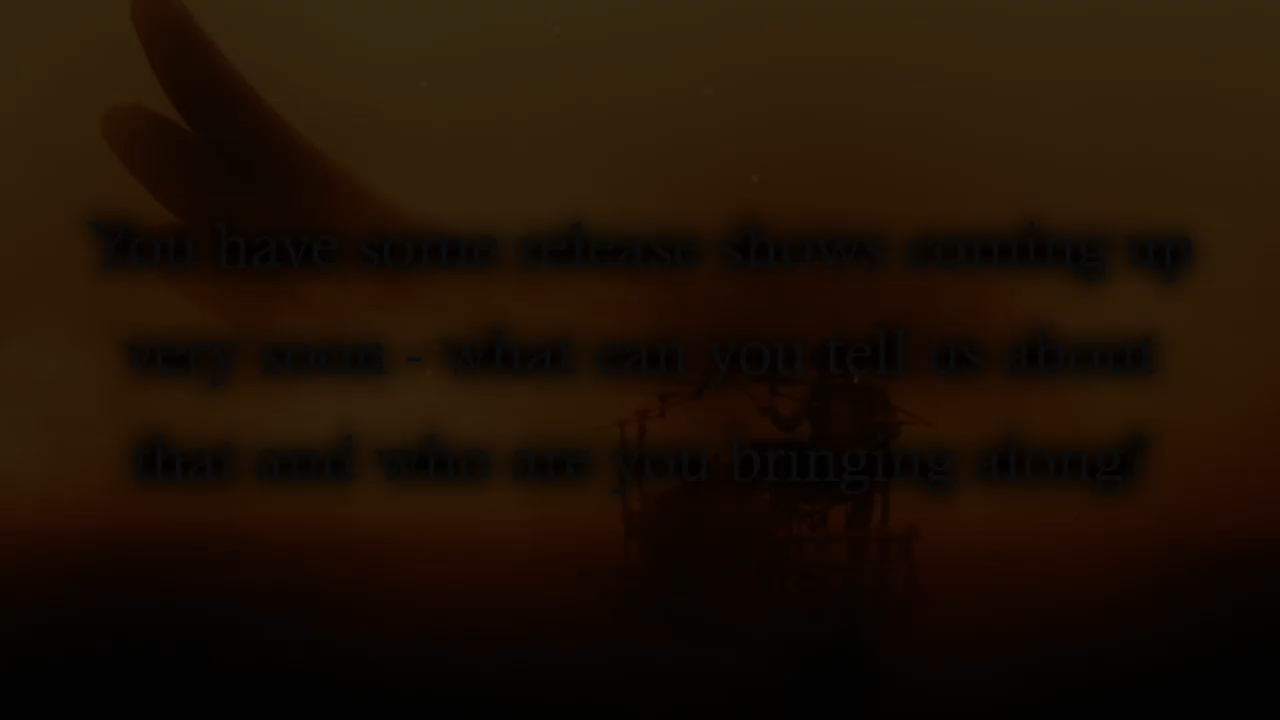 You have some release shows coming up
very soon - what can you tell us about
that and who are you bringing along?